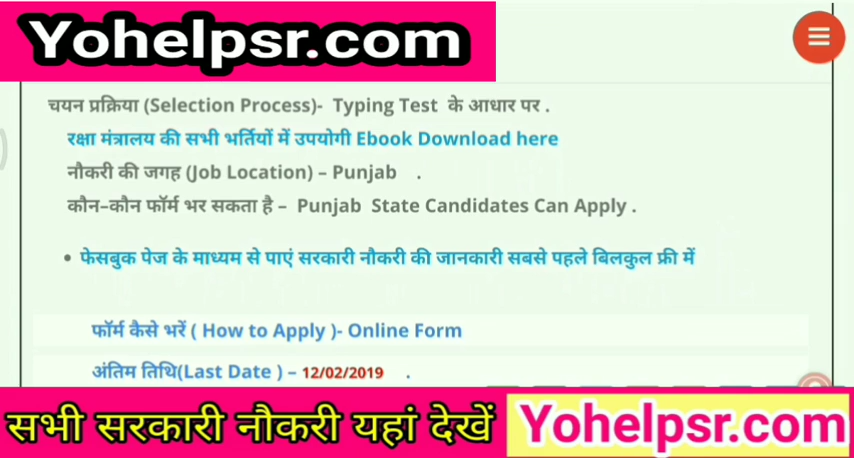 Yohelpsr.com
चयन प्रक्रिया (Selection Process)- Typing Test के आधार पर .
रक्षा मंत्रालय की सभी भर्तियों में उपयोगी Ebook Download here
नौकरी की जगह (Job Location) – Punjab .
कौन-कौन फॉर्म भर सकता है – Punjab State Candidates Can Apply .
• फेसबुक पेज के माध्यम से पाएं सरकारी नौकरी की जानकारी सबसे पहले बिलकुल फ्री में
फॉर्म कैसे भरें ( How to Apply )- Online Form
अंतिम तिथि(Last Date ) – 12/02/2019 .
सभी सरकारी नौकरी यहां देखें Yohelpsr.com